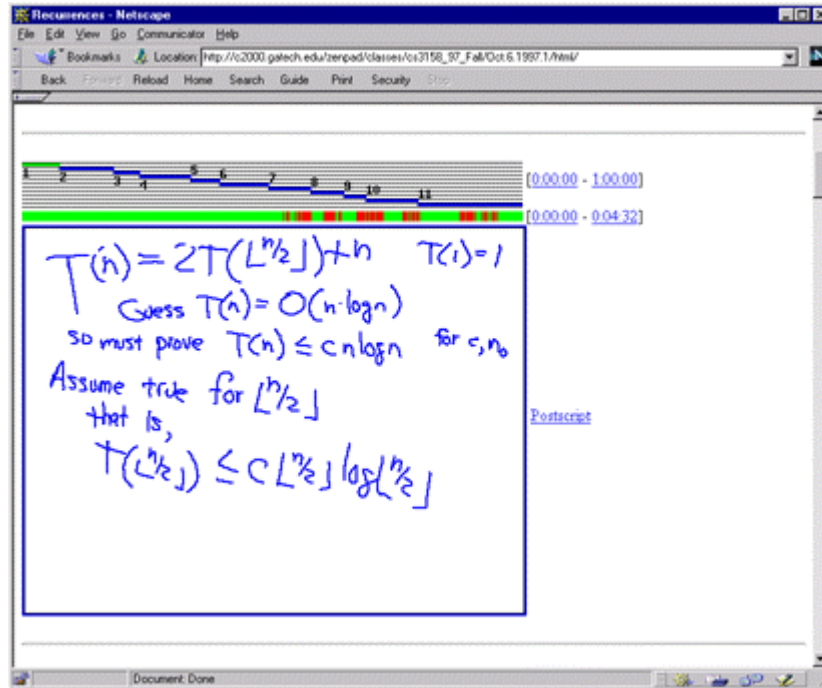 Recurrences - Netscape
File Edit View Go Communicator Help
Bookmarks Location: http://c2000.gatech.edu/zenpad/classes/cs3158_97_Fall/Oct.6.1997.1/html/
Back Forward Reload Home Search Guide Print Security Stop
1 2 3 4 5 6 7 8 9 10 11
[0:00:00 - 1:00:00]
[0:00:00 - 0:04:32]
T(n) = 2T(⌊n/2⌋)+n T(1)=1
Guess T(n) = O(n·logn)
so must prove T(n) ≤ c nlogn for c, n₀
Assume true for ⌊n/2⌋
that is,
T(⌊n/2⌋) ≤ C⌊n/2⌋ log⌊n/2⌋
Postscript
Document: Done